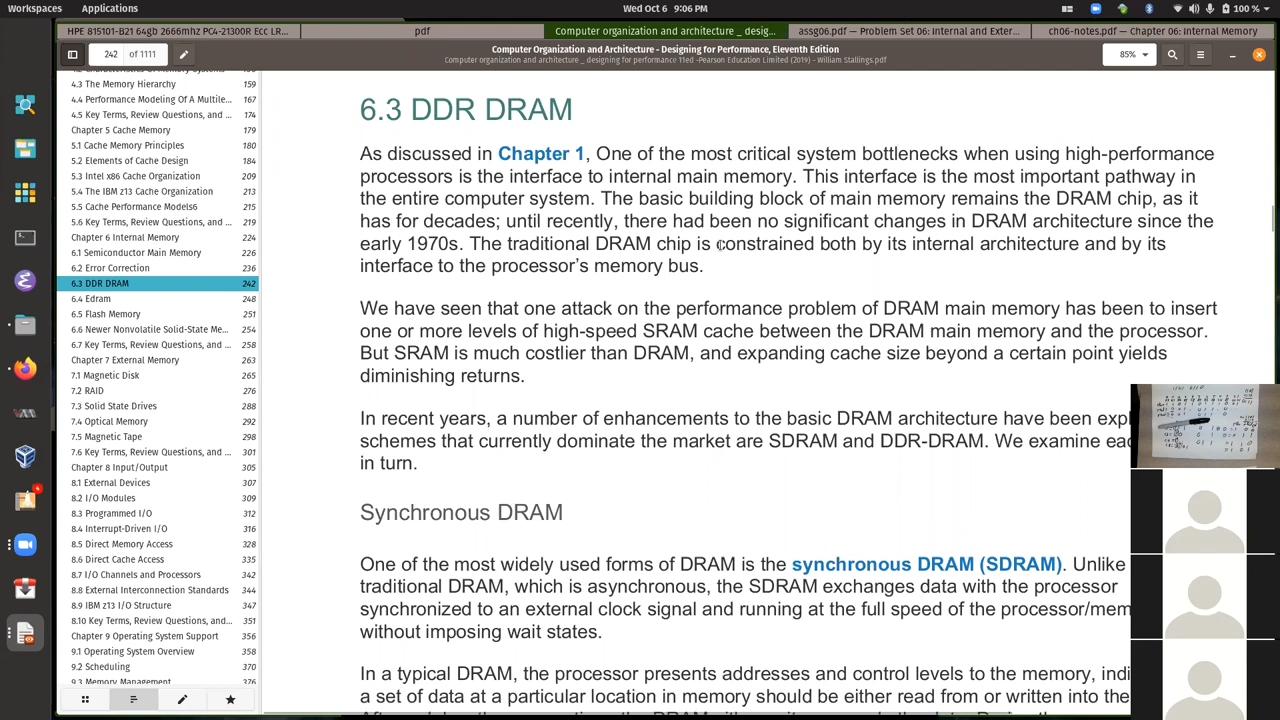 Workspaces Applications Wed Oct 6 9:06 PM 100 %
HPE 815101-B21 64gb 2666mhz PC4-21300R Ecc LR... pdf Computer organization and architecture _ desig... assg06.pdf — Problem Set 06: Internal and Exter... ch06-notes.pdf — Chapter 06: Internal Memory
242 of 1111 Computer Organization and Architecture - Designing for Performance, Eleventh Edition 85%
Computer organization and architecture _ designing for performance 11ed -Pearson Education Limited (2019) - William Stallings.pdf
4.3 The Memory Hierarchy 159
4.4 Performance Modeling Of A Multile... 167
4.5 Key Terms, Review Questions, and ... 174
Chapter 5 Cache Memory 179
5.1 Cache Memory Principles 180
5.2 Elements of Cache Design 184
5.3 Intel x86 Cache Organization 209
5.4 The IBM z13 Cache Organization 213
5.5 Cache Performance Models6 215
5.6 Key Terms, Review Questions, and ... 219
Chapter 6 Internal Memory 224
6.1 Semiconductor Main Memory 226
6.2 Error Correction 236
6.3 DDR DRAM 242
6.4 Edram 248
6.5 Flash Memory 251
6.6 Newer Nonvolatile Solid-State Me... 254
6.7 Key Terms, Review Questions, and ... 258
Chapter 7 External Memory 263
7.1 Magnetic Disk 265
7.2 RAID 276
7.3 Solid State Drives 288
7.4 Optical Memory 292
7.5 Magnetic Tape 298
7.6 Key Terms, Review Questions, and ... 301
Chapter 8 Input/Output 305
8.1 External Devices 307
8.2 I/O Modules 309
8.3 Programmed I/O 312
8.4 Interrupt-Driven I/O 316
8.5 Direct Memory Access 328
8.6 Direct Cache Access 335
8.7 I/O Channels and Processors 342
8.8 External Interconnection Standards 344
8.9 IBM z13 I/O Structure 347
8.10 Key Terms, Review Questions, and... 351
Chapter 9 Operating System Support 356
9.1 Operating System Overview 358
9.2 Scheduling 370
9.3 Memory Management 376
6.3 DDR DRAM
As discussed in Chapter 1, One of the most critical system bottlenecks when using high-performance
processors is the interface to internal main memory. This interface is the most important pathway in
the entire computer system. The basic building block of main memory remains the DRAM chip, as it
has for decades; until recently, there had been no significant changes in DRAM architecture since the
early 1970s. The traditional DRAM chip is constrained both by its internal architecture and by its
interface to the processor’s memory bus.
We have seen that one attack on the performance problem of DRAM main memory has been to insert
one or more levels of high-speed SRAM cache between the DRAM main memory and the processor.
But SRAM is much costlier than DRAM, and expanding cache size beyond a certain point yields
diminishing returns.
In recent years, a number of enhancements to the basic DRAM architecture have been expl
schemes that currently dominate the market are SDRAM and DDR-DRAM. We examine eac
in turn.
Synchronous DRAM
One of the most widely used forms of DRAM is the synchronous DRAM (SDRAM). Unlike
traditional DRAM, which is asynchronous, the SDRAM exchanges data with the processor
synchronized to an external clock signal and running at the full speed of the processor/mem
without imposing wait states.
In a typical DRAM, the processor presents addresses and control levels to the memory, indi
a set of data at a particular location in memory should be either read from or written into the